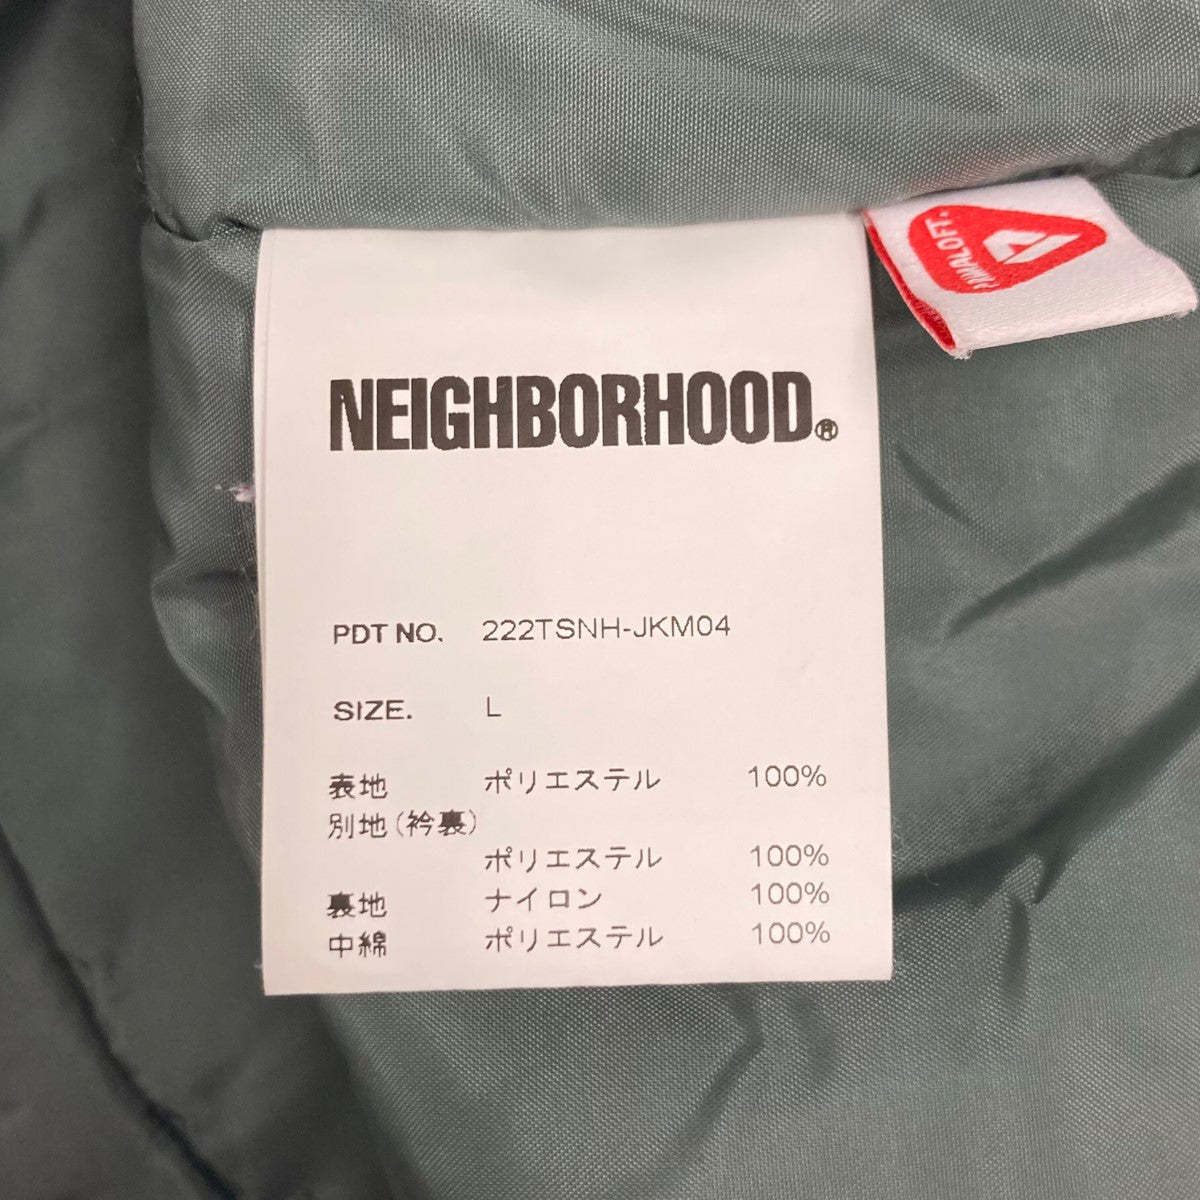 PRIMALOFT.
NEIGHBORHOOD.®
PDT NO. 222TSNH-JKM04
SIZE. L
表地 ポリエステル 100%
別地(衿裏)
ポリエステル 100%
裏地 ナイロン 100%
中綿 ポリエステル 100%